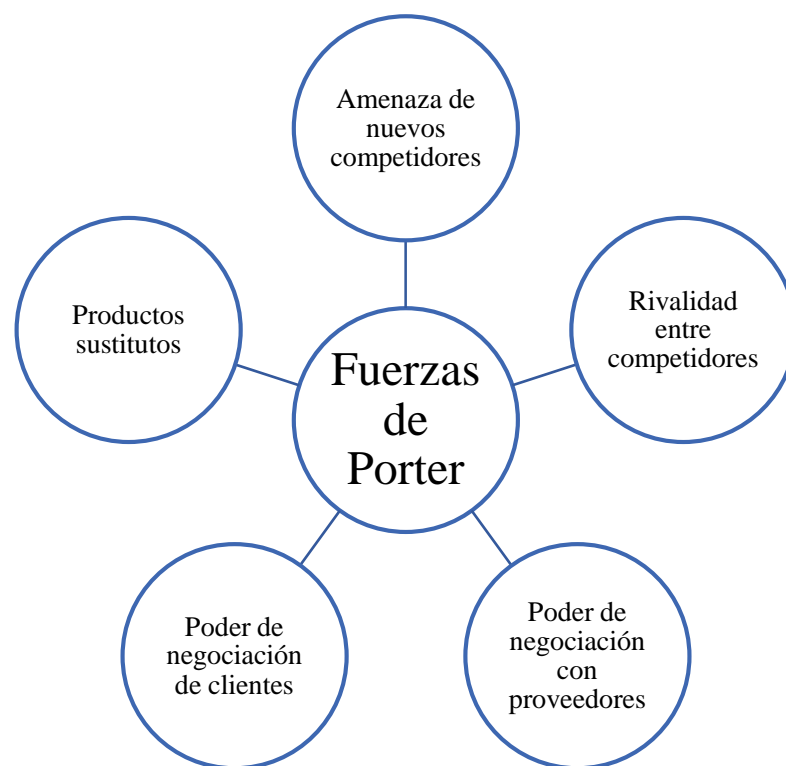 Amenaza de
nuevos
competidores
Rivalidad
entre
competidores
Productos
sustitutos
Fuerzas
de
Porter
Poder de
negociación
de clientes
Poder de
negociación
con
proveedores